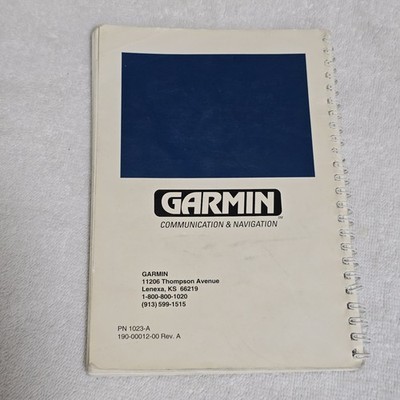 GARMIN
COMMUNICATION & NAVIGATION
GARMIN
11206 Thompson Avenue
Lenexa, KS 66219
1-800-800-1020
(913) 599-1515
PN 1023-A
190-00012-00 Rev. A